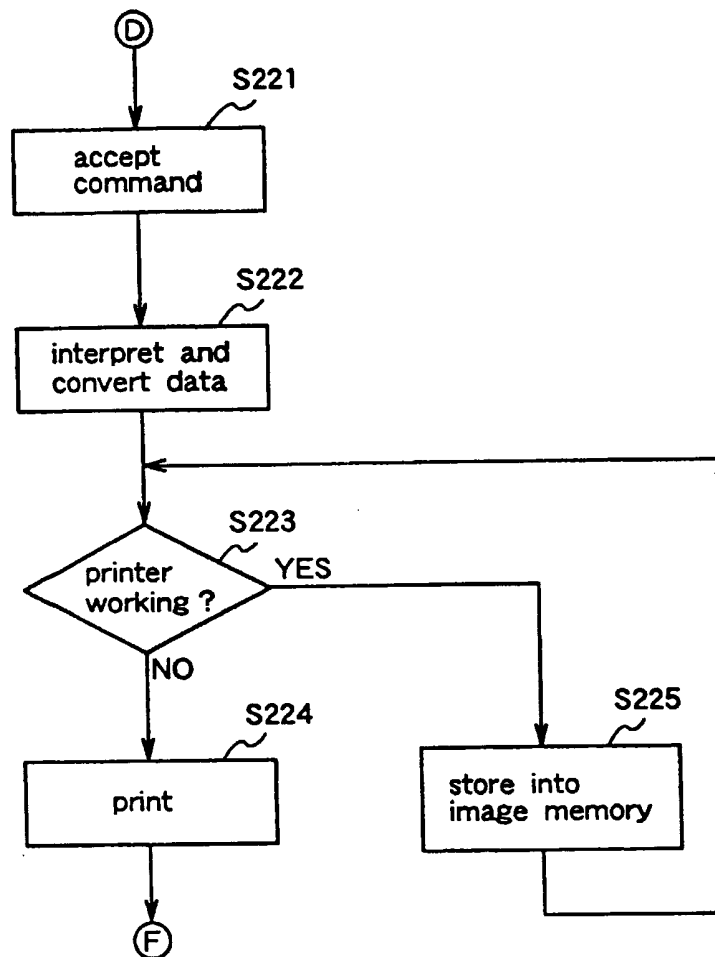 D
S221
accept
command
S222
interpret and
convert data
S223
printer
working ?
YES
NO
S224
print
S225
store into
image memory
F